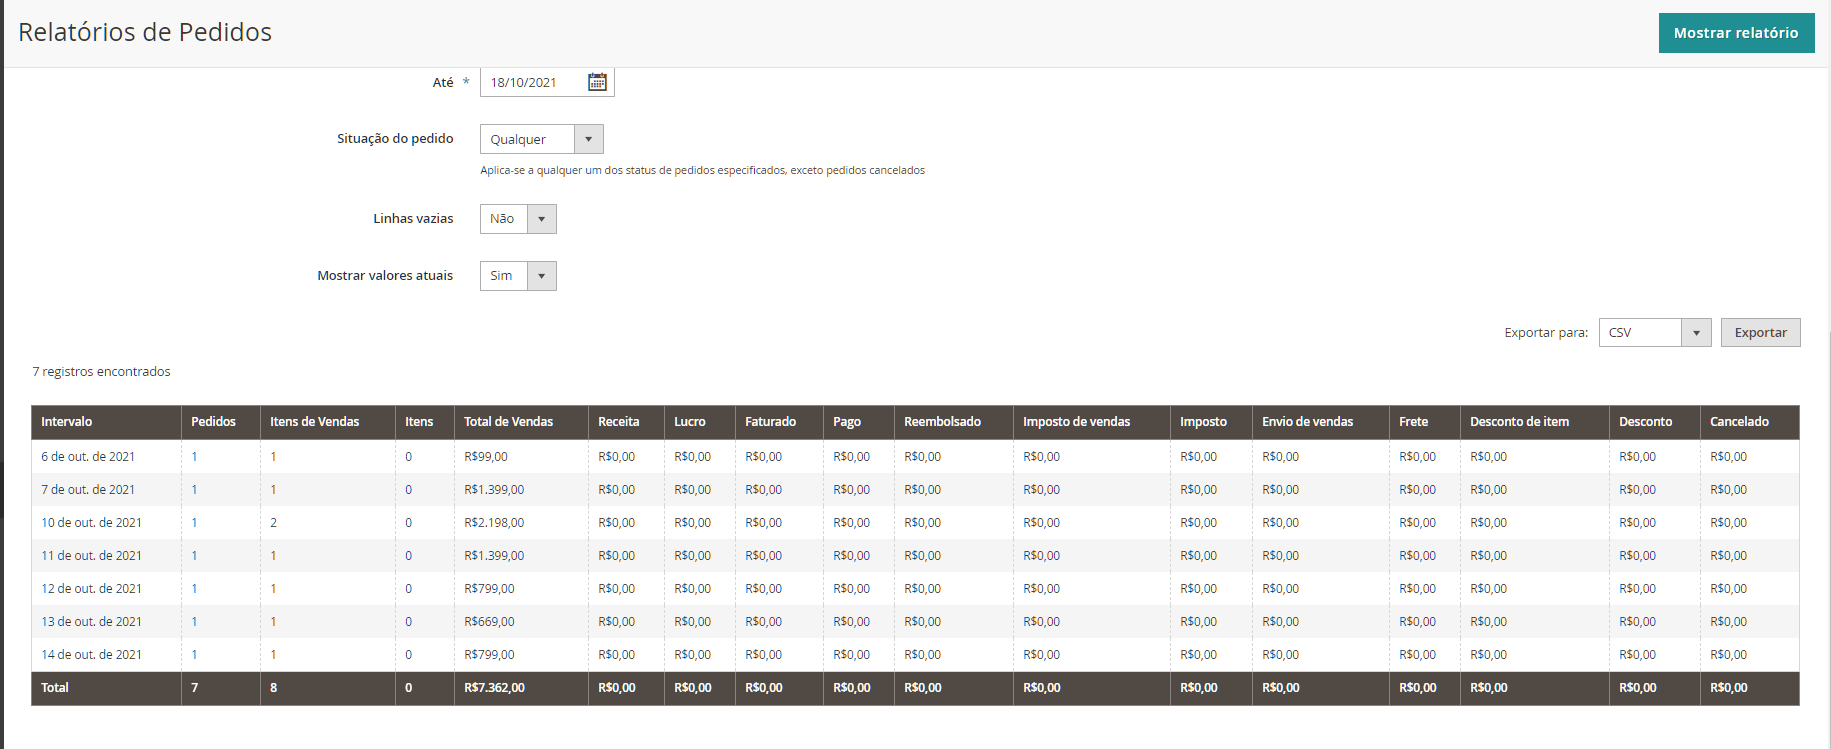 Relatórios de Pedidos
Mostrar relatório
Até * 18/10/2021
Situação do pedido Qualquer
Aplica-se a qualquer um dos status de pedidos especificados, exceto pedidos cancelados
Linhas vazias Não
Mostrar valores atuais Sim
Exportar para: CSV Exportar
7 registros encontrados
Intervalo Pedidos Itens de Vendas Itens Total de Vendas Receita Lucro Faturado Pago Reembolsado Imposto de vendas Imposto Envio de vendas Frete Desconto de item Desconto Cancelado
6 de out. de 2021 1 1 0 R$99,00 R$0,00 R$0,00 R$0,00 R$0,00 R$0,00 R$0,00 R$0,00 R$0,00 R$0,00 R$0,00 R$0,00 R$0,00
7 de out. de 2021 1 1 0 R$1.399,00 R$0,00 R$0,00 R$0,00 R$0,00 R$0,00 R$0,00 R$0,00 R$0,00 R$0,00 R$0,00 R$0,00 R$0,00
10 de out. de 2021 1 2 0 R$2.198,00 R$0,00 R$0,00 R$0,00 R$0,00 R$0,00 R$0,00 R$0,00 R$0,00 R$0,00 R$0,00 R$0,00 R$0,00
11 de out. de 2021 1 1 0 R$1.399,00 R$0,00 R$0,00 R$0,00 R$0,00 R$0,00 R$0,00 R$0,00 R$0,00 R$0,00 R$0,00 R$0,00 R$0,00
12 de out. de 2021 1 1 0 R$799,00 R$0,00 R$0,00 R$0,00 R$0,00 R$0,00 R$0,00 R$0,00 R$0,00 R$0,00 R$0,00 R$0,00 R$0,00
13 de out. de 2021 1 1 0 R$669,00 R$0,00 R$0,00 R$0,00 R$0,00 R$0,00 R$0,00 R$0,00 R$0,00 R$0,00 R$0,00 R$0,00 R$0,00
14 de out. de 2021 1 1 0 R$799,00 R$0,00 R$0,00 R$0,00 R$0,00 R$0,00 R$0,00 R$0,00 R$0,00 R$0,00 R$0,00 R$0,00 R$0,00
Total 7 8 0 R$7.362,00 R$0,00 R$0,00 R$0,00 R$0,00 R$0,00 R$0,00 R$0,00 R$0,00 R$0,00 R$0,00 R$0,00 R$0,00